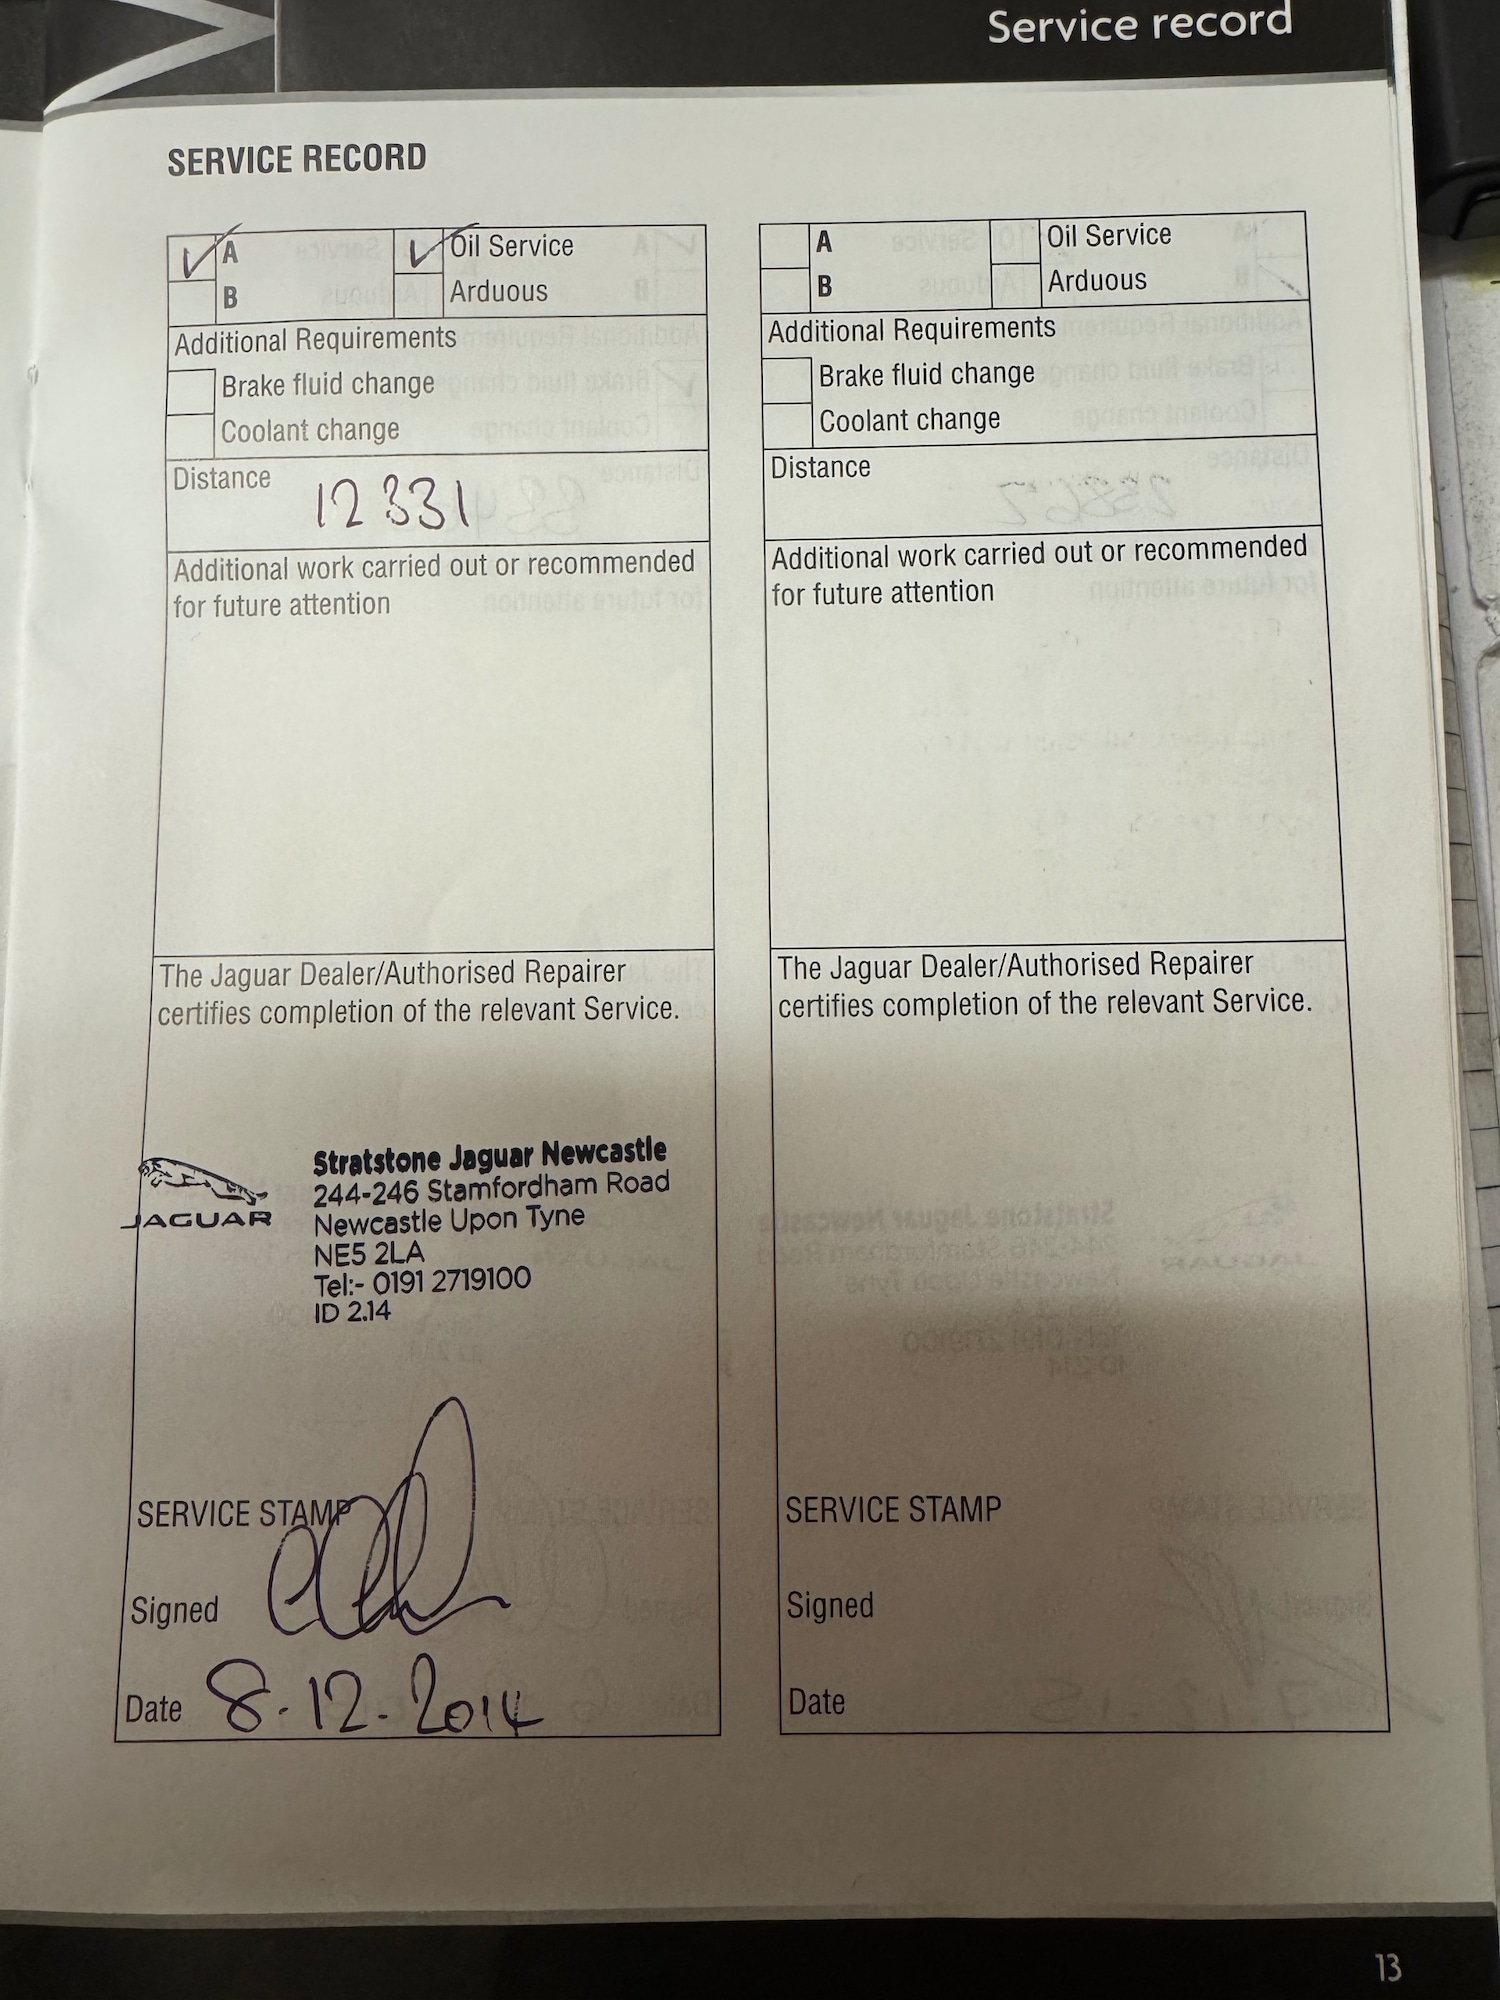 Service record
SERVICE RECORD
A
Oil Service
B
Arduous
Additional Requirements
Brake fluid change
Coolant change
Distance 12331
Additional work carried out or recommended
for future attention
The Jaguar Dealer/Authorised Repairer
certifies completion of the relevant Service.
JAGUAR
Stratstone Jaguar Newcastle
244-246 Stamfordham Road
Newcastle Upon Tyne
NE5 2LA
Tel:- 0191 2719100
ID 2.14
SERVICE STAMP
Signed
Date 8-12-2014
A
Oil Service
B
Arduous
Additional Requirements
Brake fluid change
Coolant change
Distance
Additional work carried out or recommended
for future attention
The Jaguar Dealer/Authorised Repairer
certifies completion of the relevant Service.
SERVICE STAMP
Signed
Date
13